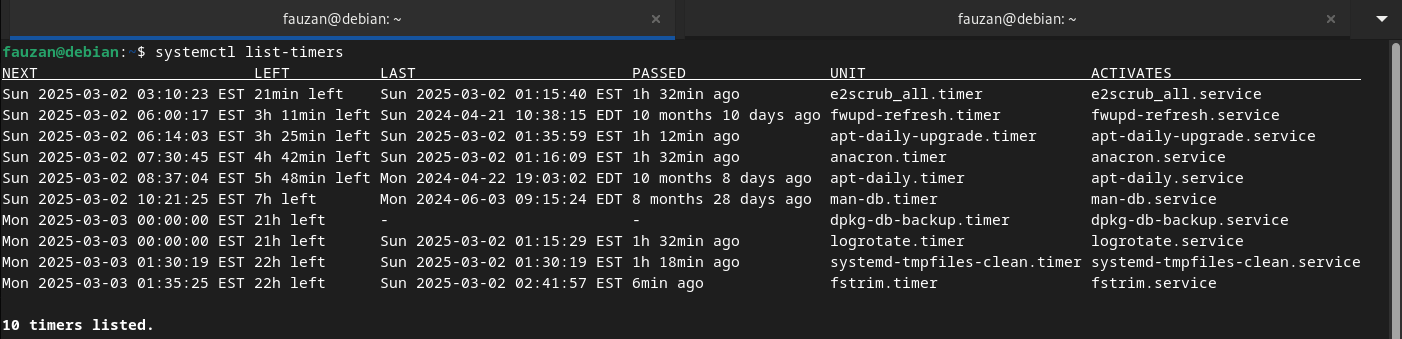 fauzan@debian: ~ × fauzan@debian: ~ ×
fauzan@debian:~$ systemctl list-timers
NEXT                        LEFT          LAST                        PASSED               UNIT                         ACTIVATES
Sun 2025-03-02 03:10:23 EST 21min left    Sun 2025-03-02 01:15:40 EST 1h 32min ago         e2scrub_all.timer            e2scrub_all.service
Sun 2025-03-02 06:00:17 EST 3h 11min left Sun 2024-04-21 10:38:15 EDT 10 months 10 days ago fwupd-refresh.timer          fwupd-refresh.service
Sun 2025-03-02 06:14:03 EST 3h 25min left Sun 2025-03-02 01:35:59 EST 1h 12min ago         apt-daily-upgrade.timer      apt-daily-upgrade.service
Sun 2025-03-02 07:30:45 EST 4h 42min left Sun 2025-03-02 01:16:09 EST 1h 32min ago         anacron.timer                anacron.service
Sun 2025-03-02 08:37:04 EST 5h 48min left Mon 2024-04-22 19:03:02 EDT 10 months 8 days ago  apt-daily.timer              apt-daily.service
Sun 2025-03-02 10:21:25 EST 7h left       Mon 2024-06-03 09:15:24 EDT 8 months 28 days ago  man-db.timer                 man-db.service
Mon 2025-03-03 00:00:00 EST 21h left      -                           -                    dpkg-db-backup.timer         dpkg-db-backup.service
Mon 2025-03-03 00:00:00 EST 21h left      Sun 2025-03-02 01:15:29 EST 1h 32min ago         logrotate.timer              logrotate.service
Mon 2025-03-03 01:30:19 EST 22h left      Sun 2025-03-02 01:30:19 EST 1h 18min ago         systemd-tmpfiles-clean.timer systemd-tmpfiles-clean.service
Mon 2025-03-03 01:35:25 EST 22h left      Sun 2025-03-02 02:41:57 EST 6min ago             fstrim.timer                 fstrim.service
10 timers listed.